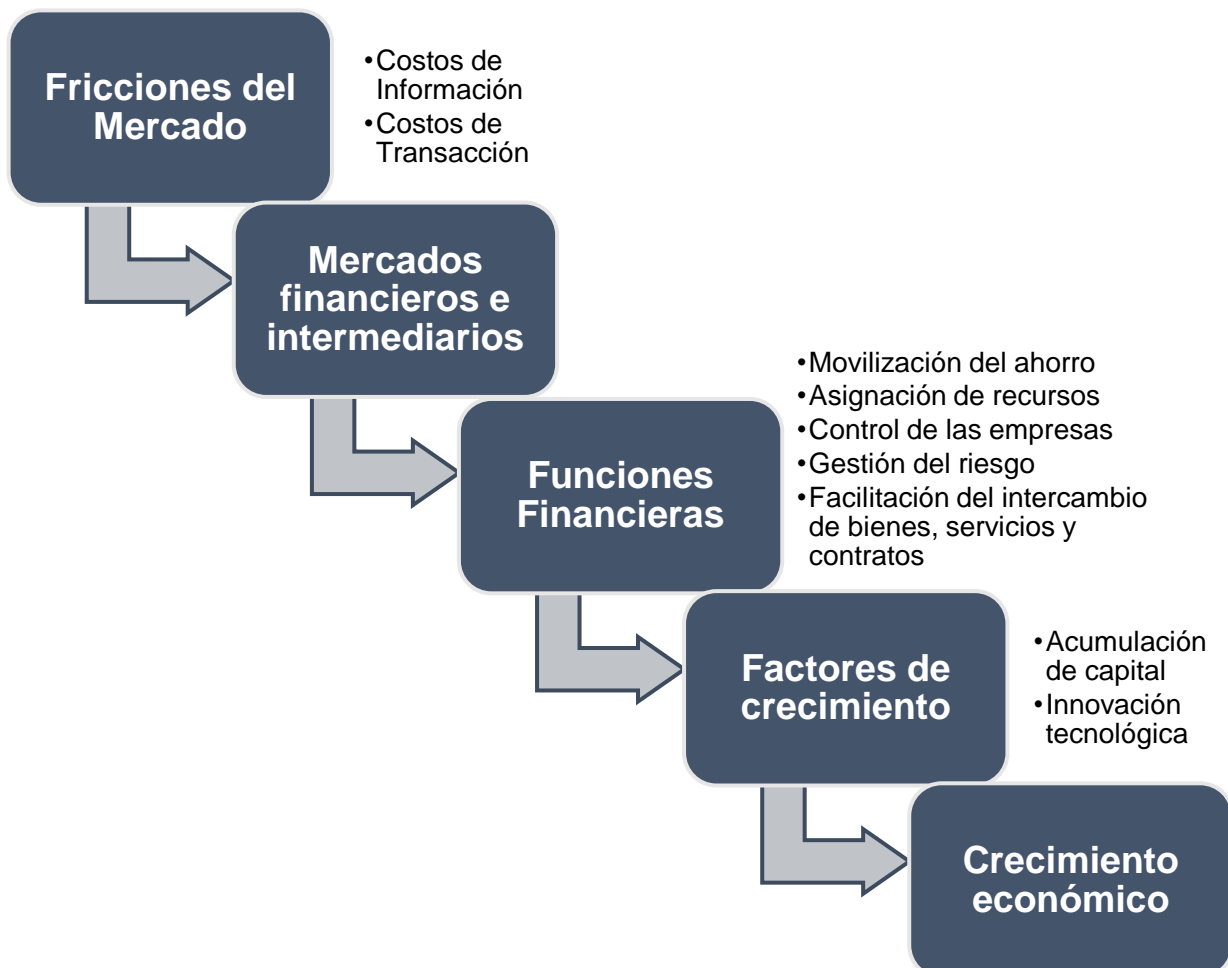 Fricciones del
Mercado
•Costos de
Información
•Costos de
Transacción
Mercados
financieros e
intermediarios
Funciones
Financieras
•Movilización del ahorro
•Asignación de recursos
•Control de las empresas
•Gestión del riesgo
•Facilitación del intercambio
de bienes, servicios y
contratos
Factores de
crecimiento
•Acumulación
de capital
•Innovación
tecnológica
Crecimiento
económico